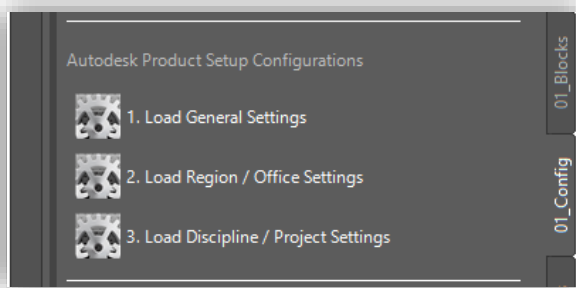 Autodesk Product Setup Configurations
1. Load General Settings
2. Load Region / Office Settings
3. Load Discipline / Project Settings
01_Blocks
01_Config